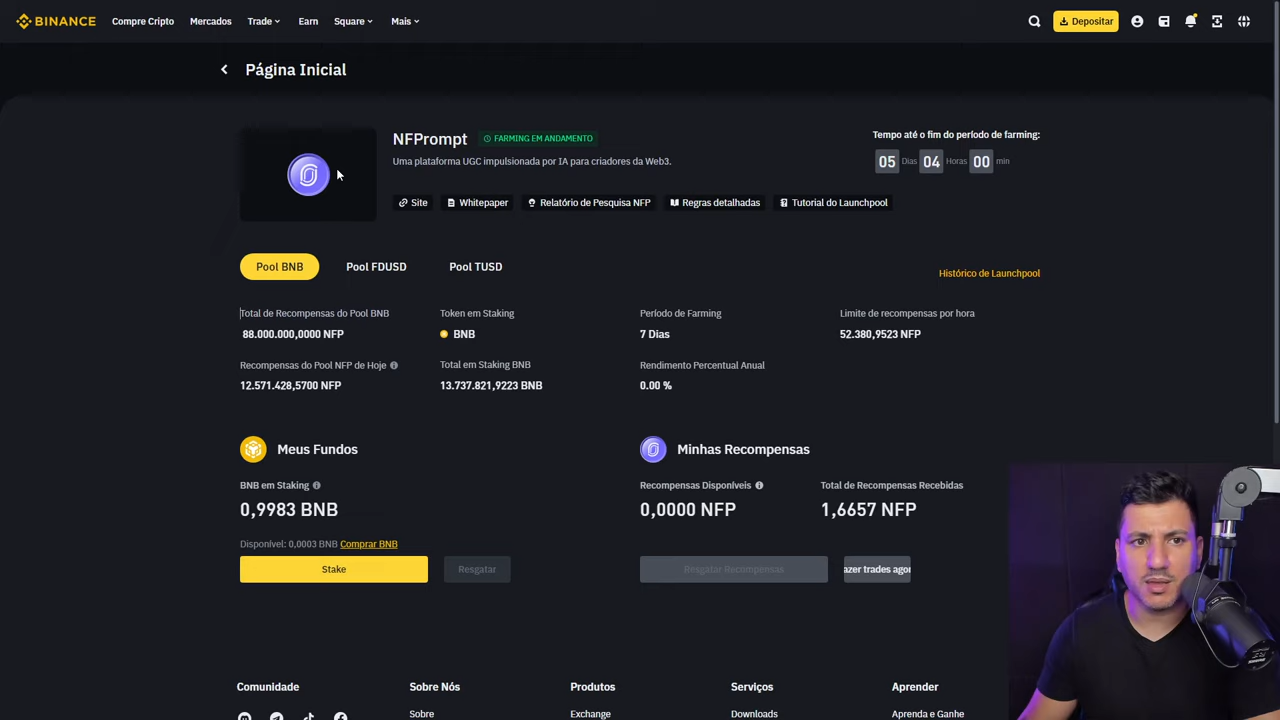 BINANCE Compre Cripto Mercados Trade Earn Square Mais Depositar
Página Inicial
NFPrompt FARMING EM ANDAMENTO
Uma plataforma UGC impulsionada por IA para criadores da Web3.
Tempo até o fim do período de farming:
05 Dias 04 Horas 00 min
Site Whitepaper Relatório de Pesquisa NFP Regras detalhadas Tutorial do Launchpool
Pool BNB Pool FDUSD Pool TUSD
Histórico de Launchpool
Total de Recompensas do Pool BNB Token em Staking Período de Farming Limite de recompensas por hora
88.000.000,0000 NFP BNB 7 Dias 52.380,9523 NFP
Recompensas do Pool NFP de Hoje Total em Staking BNB Rendimento Percentual Anual
12.571.428,5700 NFP 13.737.821,9223 BNB 0.00 %
Meus Fundos Minhas Recompensas
BNB em Staking Recompensas Disponíveis Total de Recompensas Recebidas
0,9983 BNB 0,0000 NFP 1,6657 NFP
Disponível: 0,0003 BNB Comprar BNB
Stake Resgatar Resgatar Recompensas azer trades agor
Comunidade Sobre Nós Produtos Serviços Aprender
Sobre Exchange Downloads Aprenda e Ganhe